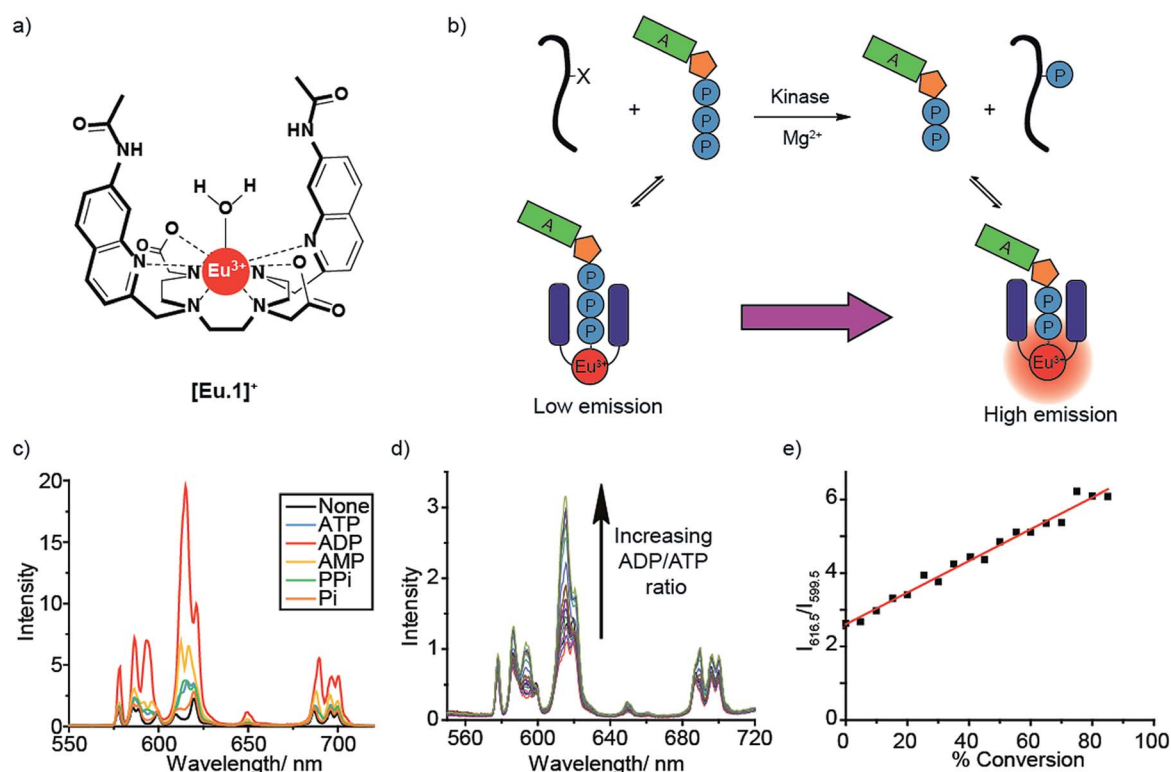 a)
O
NH
HN
O
H
H
O
O
O
N
Eu3+
N
O
N
N
O
N
N
[Eu.1]+
b)
A
X
+
P
P
P
Kinase
Mg2+
A
P
P
+
P
A
P
P
P
Eu3+
Low emission
A
P
P
Eu3+
High emission
c)
20
15
10
5
0
Intensity
None
ATP
ADP
AMP
PPi
Pi
550
600
650
700
Wavelength/ nm
d)
3
2
1
0
Intensity
Increasing
ADP/ATP
ratio
560
600
640
680
720
Wavelength/ nm
e)
6
4
2
0
I616.5/I599.5
0
20
40
60
80
100
% Conversion